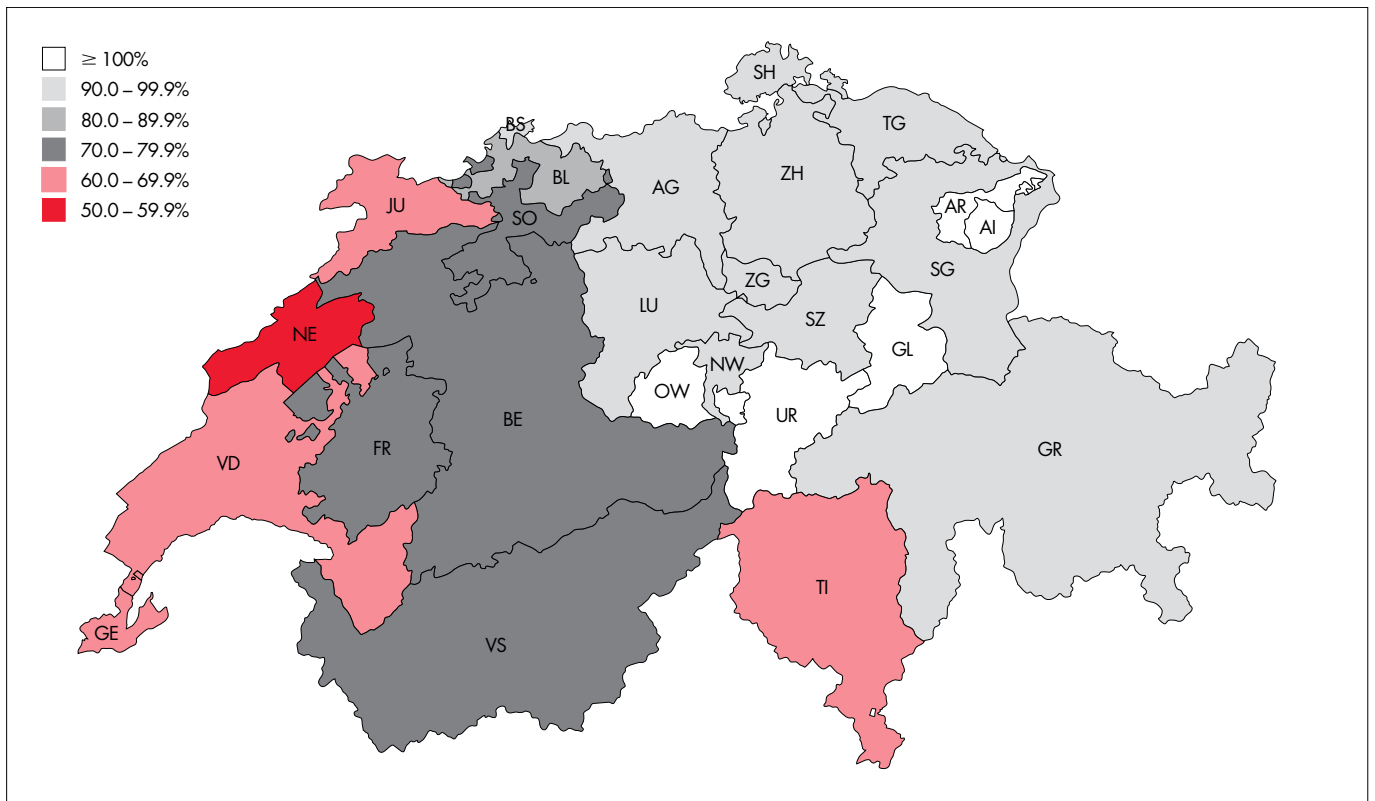 ≥ 100%
90.0 – 99.9%
80.0 – 89.9%
70.0 – 79.9%
60.0 – 69.9%
50.0 – 59.9%
SH
BS
TG
BL
AG
ZH
JU
SO
AR
AI
SG
ZG
LU
SZ
NE
GL
NW
OW
UR
BE
FR
GR
VD
TI
GE
VS